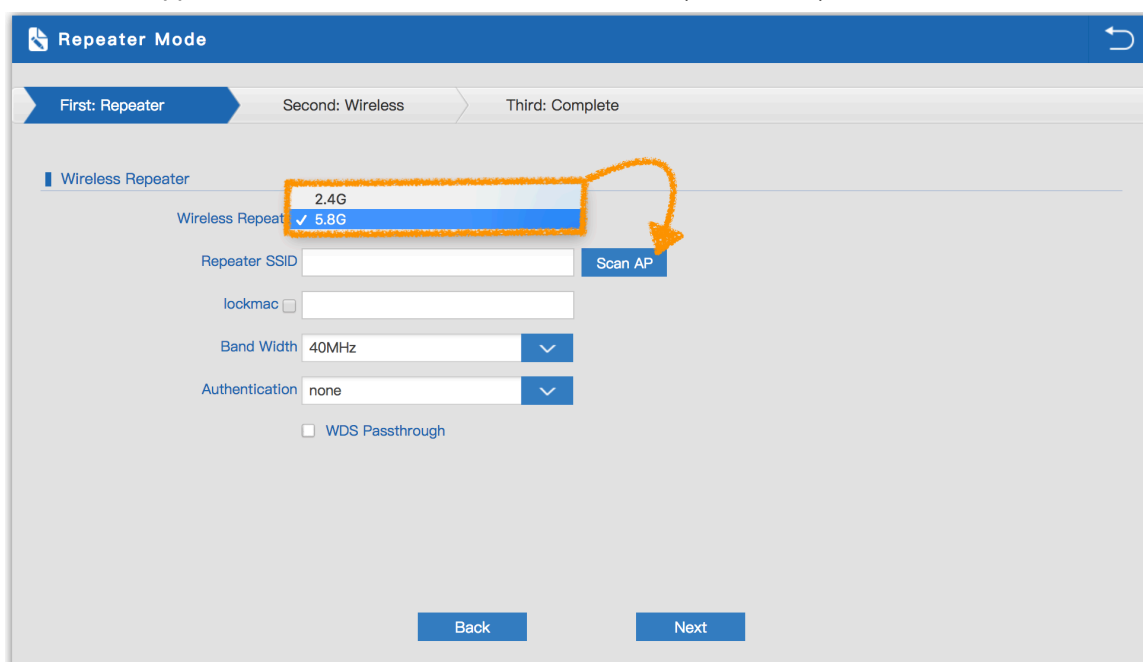 Repeater Mode
First: Repeater
Second: Wireless
Third: Complete
Wireless Repeater
2.4G
Wireless Repeat ✓ 5.8G
Repeater SSID
Scan AP
lockmac
Band Width 40MHz
Authentication none
WDS Passthrough
Back
Next